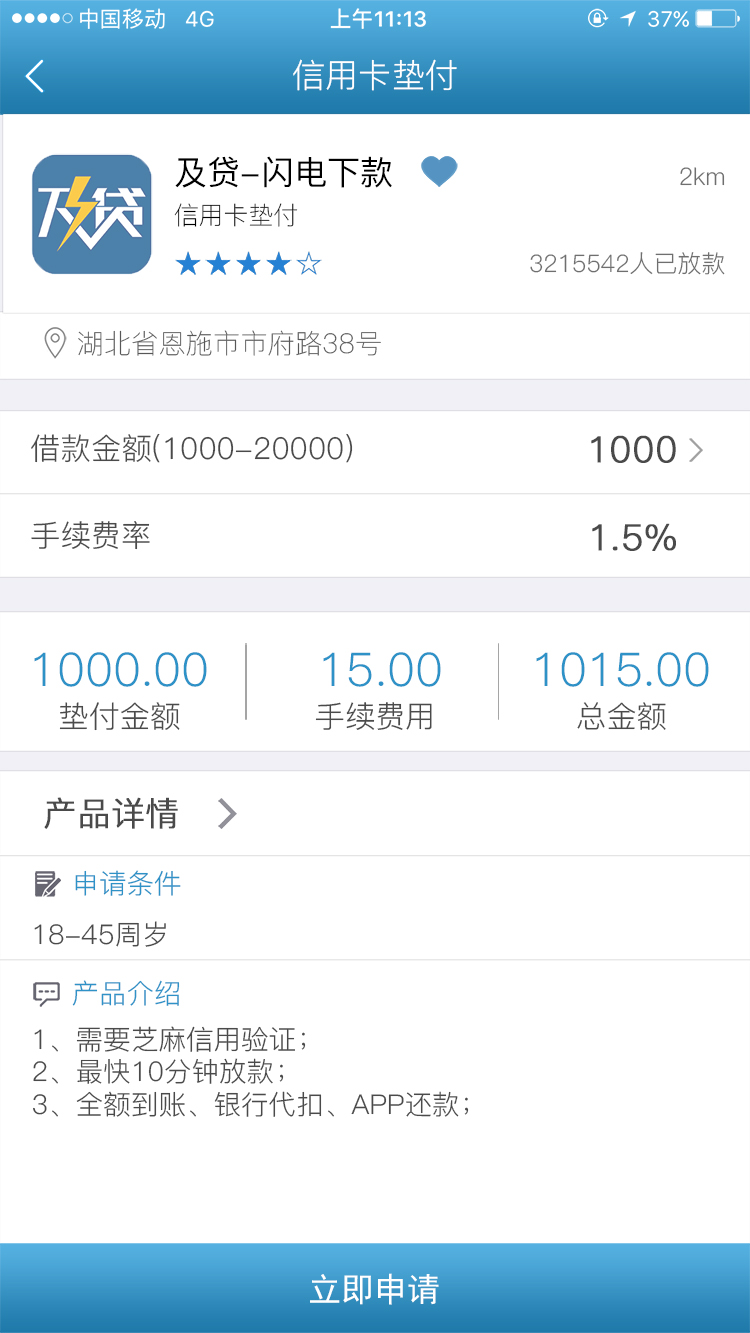 中国移动 4G 上午11:13 37%
信用卡垫付
及贷
及贷-闪电下款
2km
信用卡垫付
3215542人已放款
湖北省恩施市市府路38号
借款金额(1000-20000) 1000
手续费率 1.5%
1000.00 15.00 1015.00
垫付金额 手续费用 总金额
产品详情
申请条件
18-45周岁
产品介绍
1、需要芝麻信用验证；
2、最快10分钟放款；
3、全额到账、银行代扣、APP还款；
立即申请